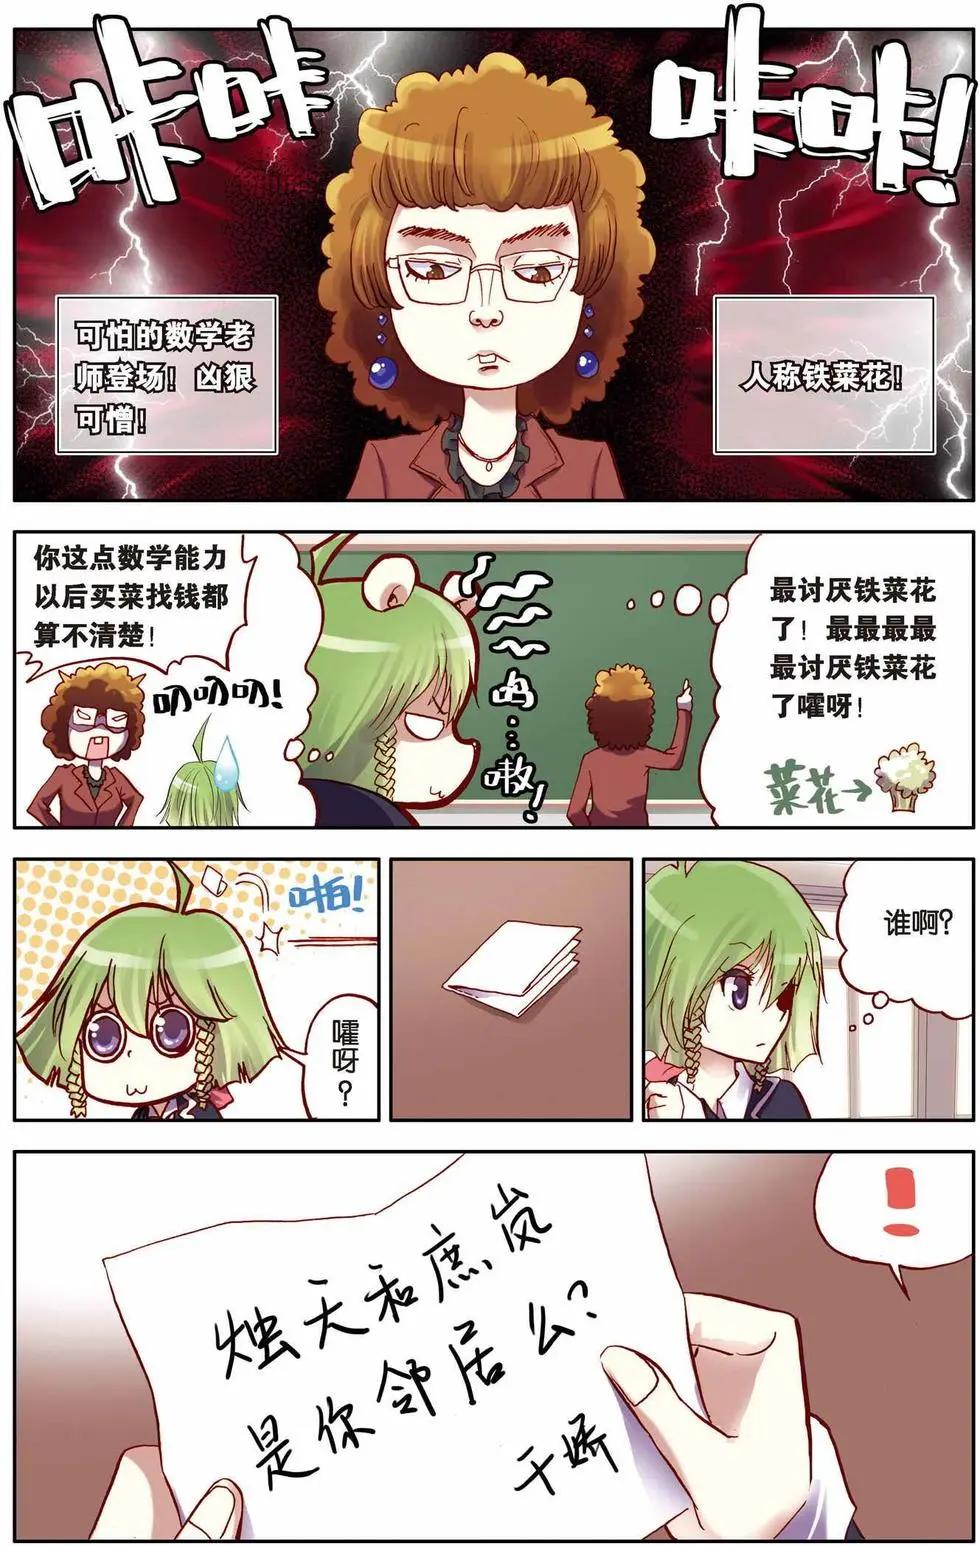 咔咔
咔咔!
可怕的数学老
师登场！凶狠
可憎！
人称铁菜花！
你这点数学能力
以后买菜找钱都
算不清楚！
叨叨叨!
呜……嗷!
最讨厌铁菜花
了！最最最最
最讨厌铁菜花
了嚯呀！
菜花→
啪!
嚯呀？
谁啊？
!
烛天和庶岚
是你邻居么?
千娇